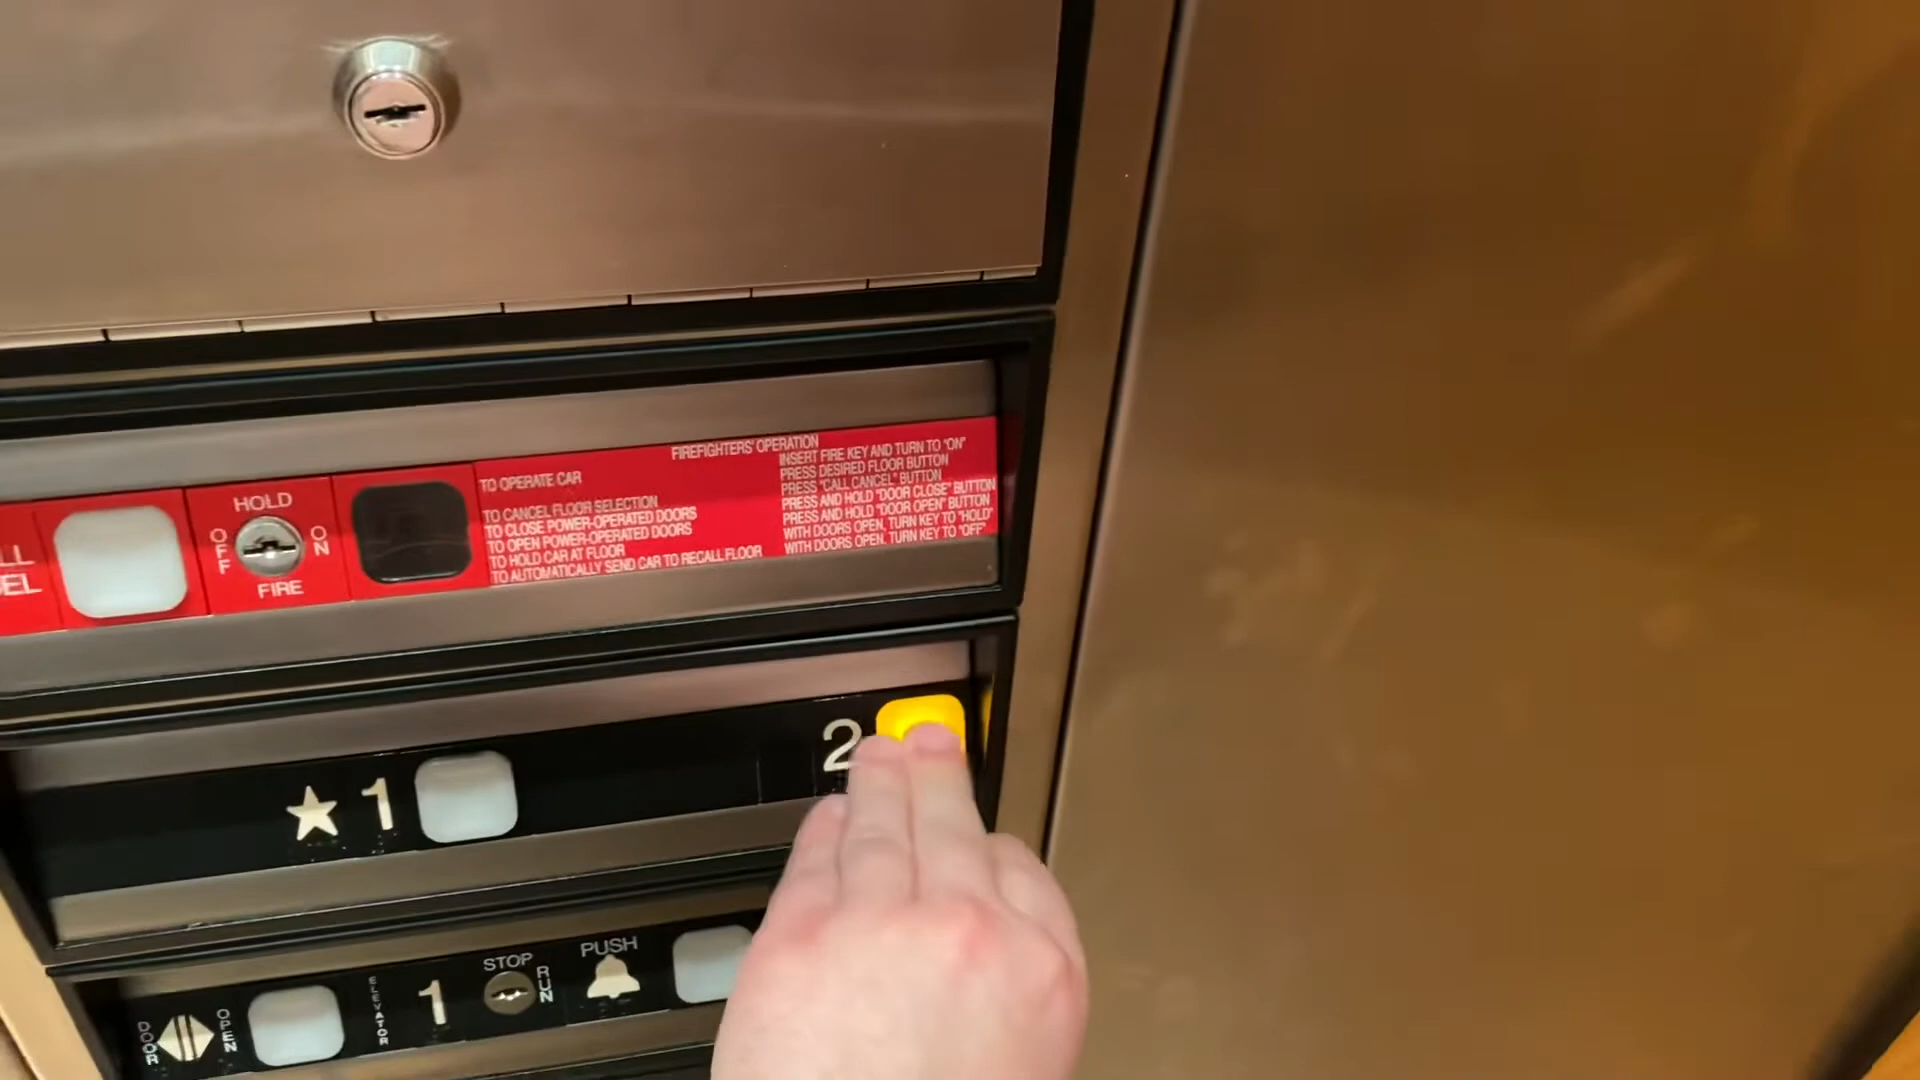 FIREFIGHTERS' OPERATION
TO OPERATE CAR
INSERT FIRE KEY AND TURN TO "ON"
PRESS DESIRED FLOOR BUTTON
TO CANCEL FLOOR SELECTION
PRESS "CALL CANCEL" BUTTON
TO CLOSE POWER-OPERATED DOORS
PRESS AND HOLD "DOOR CLOSE" BUTTON
TO OPEN POWER-OPERATED DOORS
PRESS AND HOLD "DOOR OPEN" BUTTON
TO HOLD CAR AT FLOOR
WITH DOORS OPEN, TURN KEY TO "HOLD"
TO AUTOMATICALLY SEND CAR TO RECALL FLOOR
WITH DOORS OPEN, TURN KEY TO "OFF"
LL
EL
HOLD
OFF
ON
FIRE
★1
2
DOOR
OPEN
ELEVATOR
1
STOP
RUN
PUSH